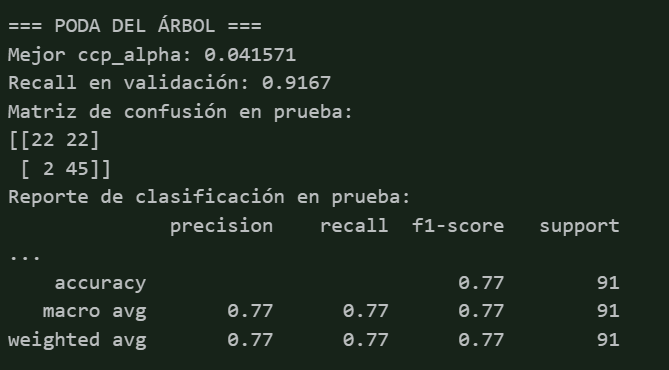 === PODA DEL ÁRBOL ===
Mejor ccp_alpha: 0.041571
Recall en validación: 0.9167
Matriz de confusión en prueba:
[[22 22]
 [ 2 45]]
Reporte de clasificación en prueba:
              precision    recall  f1-score   support
...
    accuracy                           0.77        91
   macro avg       0.77      0.77      0.77        91
weighted avg       0.77      0.77      0.77        91